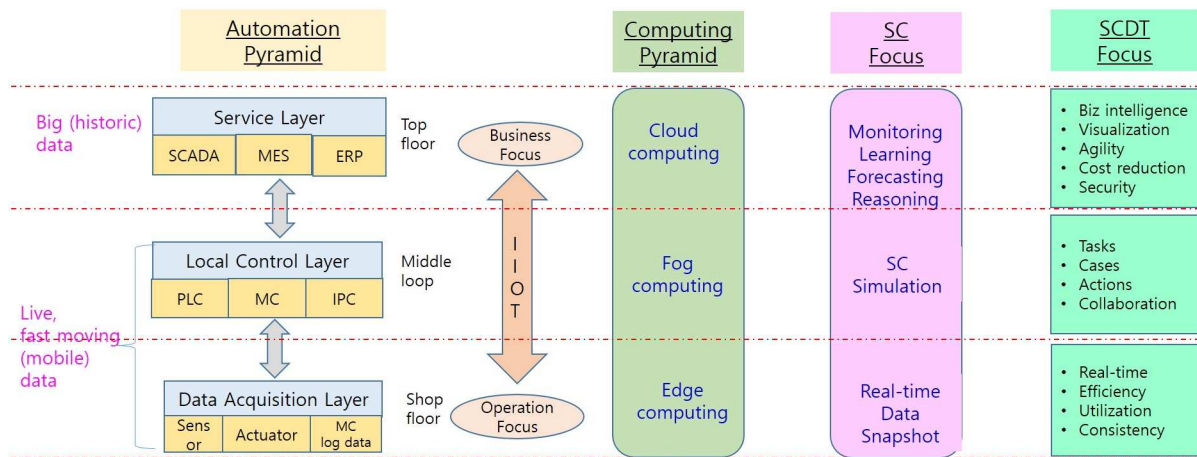 Automation
Pyramid
Computing
Pyramid
SC
Focus
SCDT
Focus
Big (historic)
data
Service Layer
SCADA
MES
ERP
Top
floor
Business
Focus
Cloud
computing
Monitoring
Learning
Forecasting
Reasoning
• Biz intelligence
• Visualization
• Agility
• Cost reduction
• Security
Live,
fast moving
(mobile)
data
Local Control Layer
PLC
MC
IPC
Middle
loop
I
I
O
T
Fog
computing
SC
Simulation
• Tasks
• Cases
• Actions
• Collaboration
Data Acquisition Layer
Sens
or
Actuator
MC
log data
Shop
floor
Operation
Focus
Edge
computing
Real-time
Data
Snapshot
• Real-time
• Efficiency
• Utilization
• Consistency